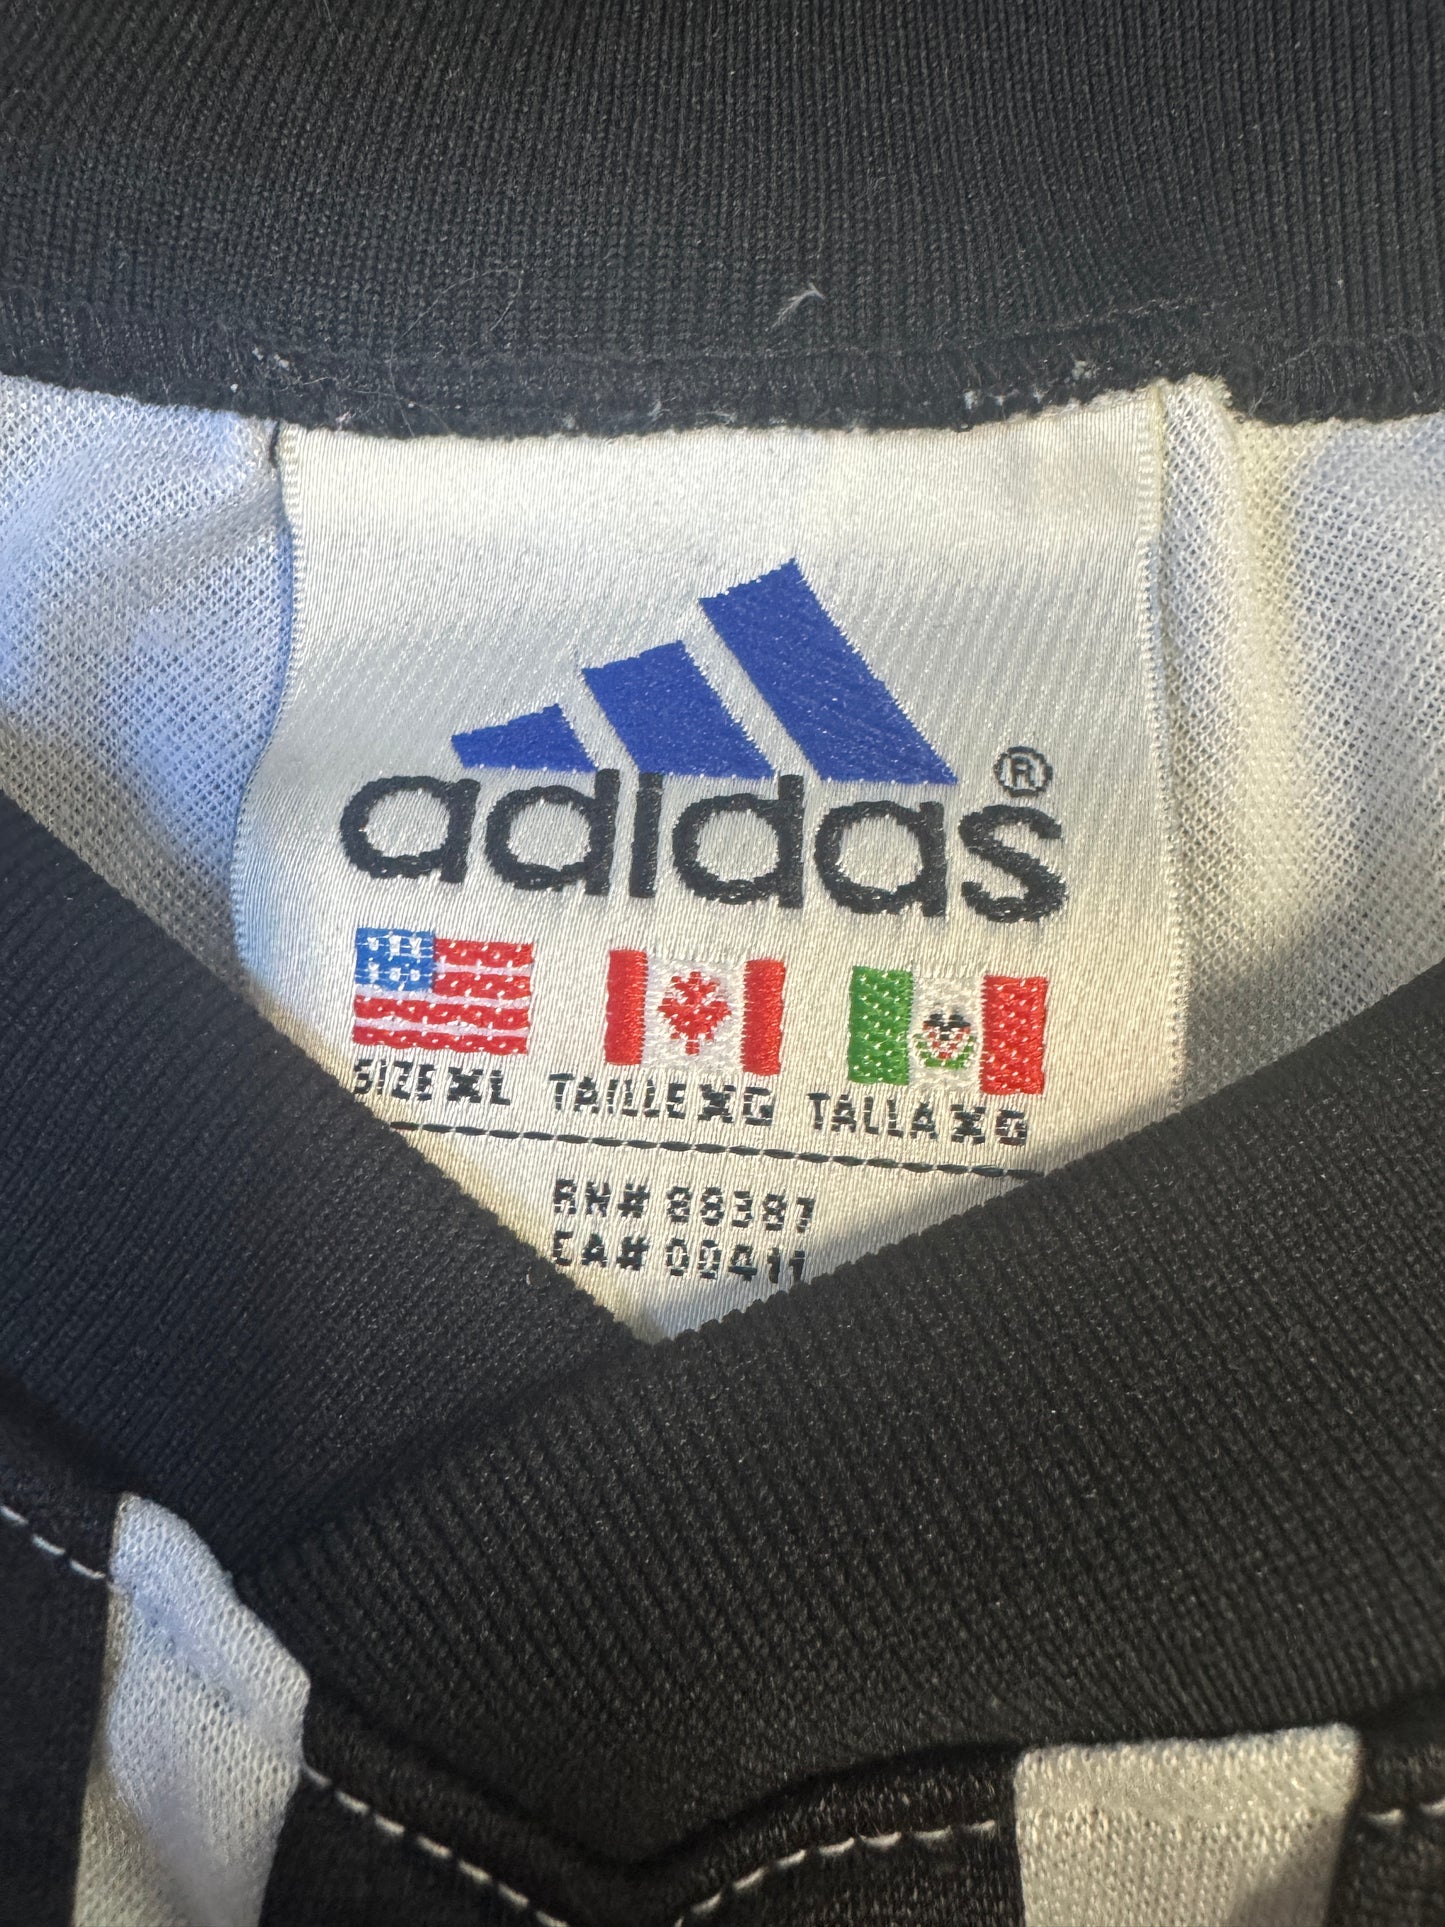 adidas®
SIZE XL TAILLE XG TALLA XG
RN# 88387
CA# 00411